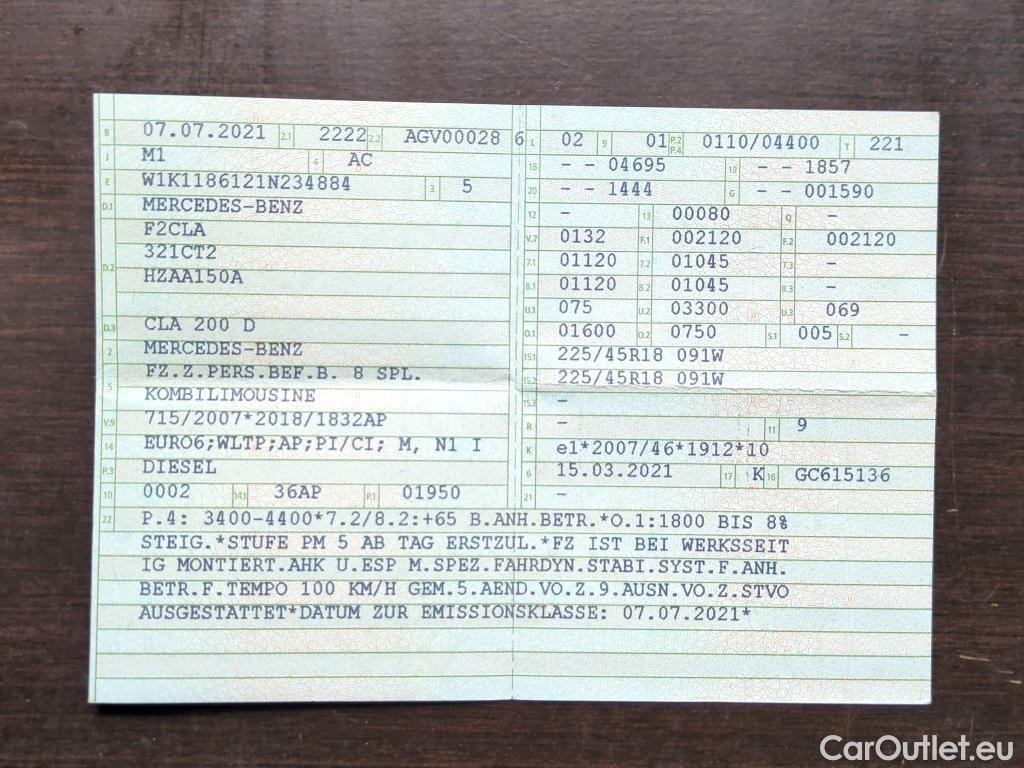 B 07.07.2021 2.1 2222 2.2 AGV00028 6 L 02 9 01 P.2 P.4 0110/04400 T 221
J M1 4 AC 18 - - 04695 19 - - 1857
E W1K1186121N234884 3 5 20 - - 1444 G - - 001590
D.1 MERCEDES-BENZ 12 - 13 00080 Q -
F2CLA V.7 0132 F.1 002120 F.2 002120
D.2 321CT2 7.1 01120 7.2 01045 7.3 -
HZAA150A 8.1 01120 8.2 01045 8.3 -
U.1 075 U.2 03300 U.3 069
D.3 CLA 200 D O.1 01600 O.2 0750 S.1 005 S.2 -
2 MERCEDES-BENZ 15.1 225/45R18 091W
FZ.Z.PERS.BEF.B. 8 SPL. 15.2 225/45R18 091W
5 KOMBILIMOUSINE 15.3 -
V.9 715/2007*2018/1832AP R - 11 9
14 EURO6;WLTP;AP;PI/CI; M, N1 I K e1*2007/46*1912*10
P.3 DIESEL 6 15.03.2021 17 K 16 GC615136
10 0002 14.1 36AP P.1 01950 21 -
22 P.4: 3400-4400*7.2/8.2:+65 B.ANH.BETR.*O.1:1800 BIS 8%
STEIG.*STUFE PM 5 AB TAG ERSTZUL.*FZ IST BEI WERKSSEIT
IG MONTIERT.AHK U.ESP M.SPEZ.FAHRDYN.STABI.SYST.F.ANH.
BETR.F.TEMPO 100 KM/H GEM.5.AEND.VO.Z.9.AUSN.VO.Z.STVO
AUSGESTATTET*DATUM ZUR EMISSIONSKLASSE: 07.07.2021*
CarOutlet.eu